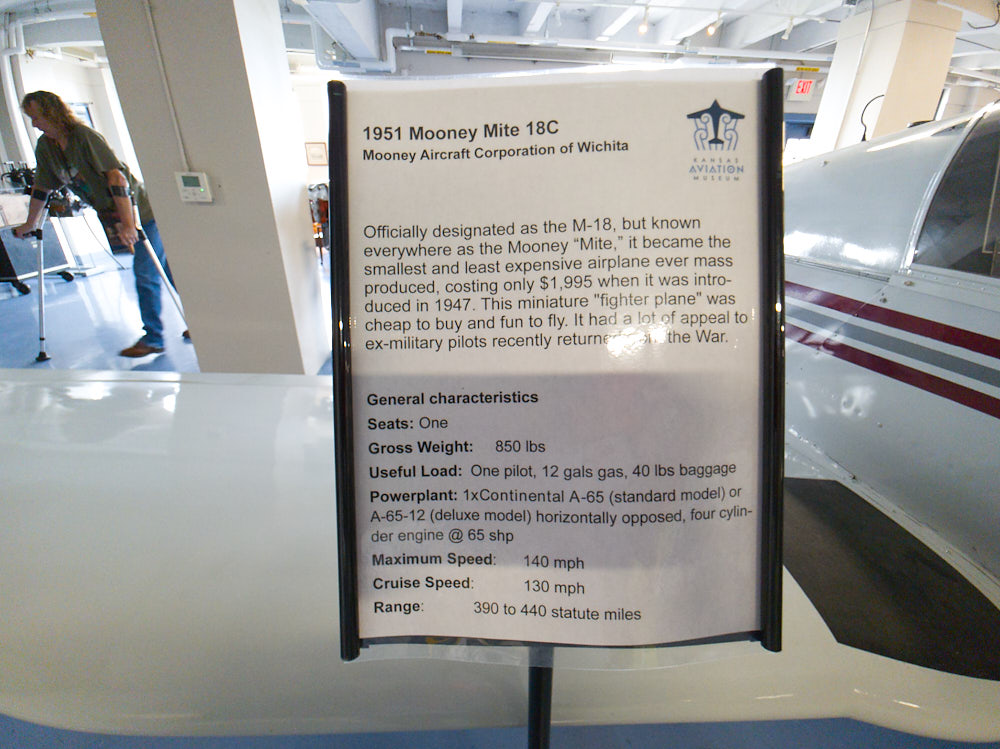 1951 Mooney Mite 18C
Mooney Aircraft Corporation of Wichita
KANSAS
AVIATION
MUSEUM
EXIT
Officially designated as the M-18, but known
everywhere as the Mooney “Mite,” it became the
smallest and least expensive airplane ever mass
produced, costing only $1,995 when it was intro-
duced in 1947. This miniature "fighter plane" was
cheap to buy and fun to fly. It had a lot of appeal to
ex-military pilots recently returned from the War.
General characteristics
Seats: One
Gross Weight: 850 lbs
Useful Load: One pilot, 12 gals gas, 40 lbs baggage
Powerplant: 1xContinental A-65 (standard model) or
A-65-12 (deluxe model) horizontally opposed, four cylin-
der engine @ 65 shp
Maximum Speed: 140 mph
Cruise Speed: 130 mph
Range: 390 to 440 statute miles